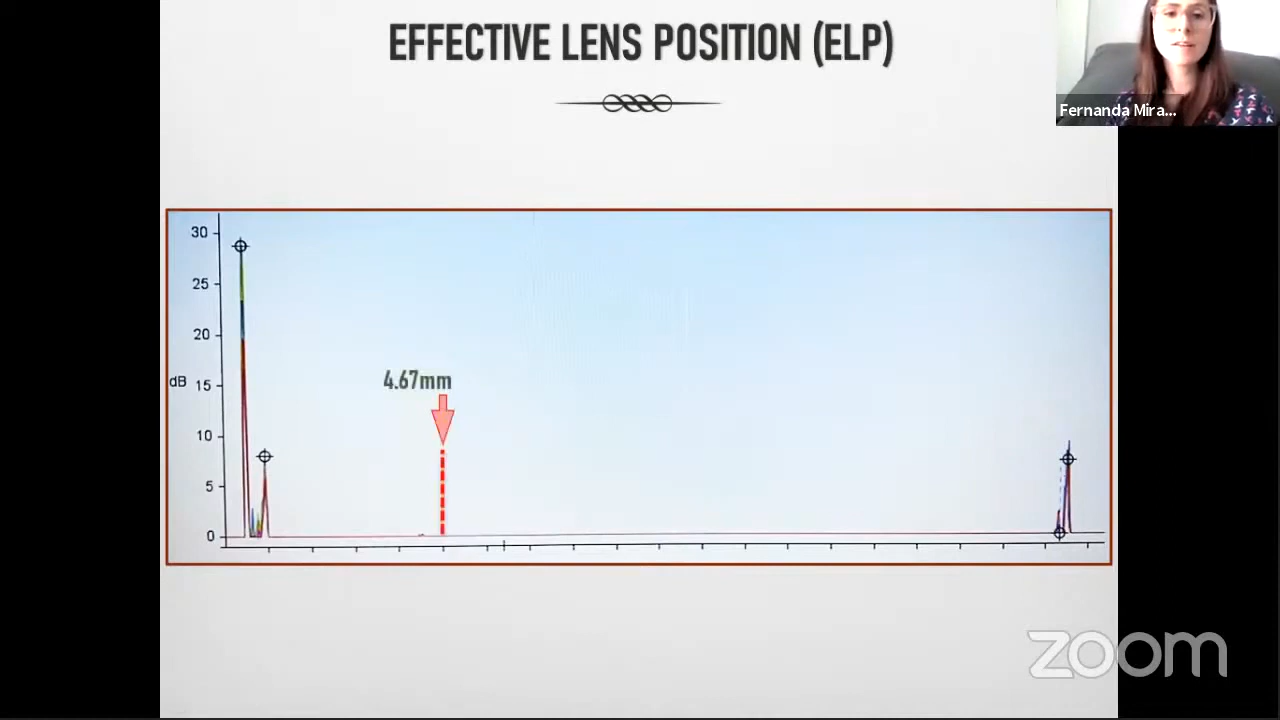 EFFECTIVE LENS POSITION (ELP)
Fernanda Mira...
30
25
20
dB 15
4.67mm
10
5
0
zoom